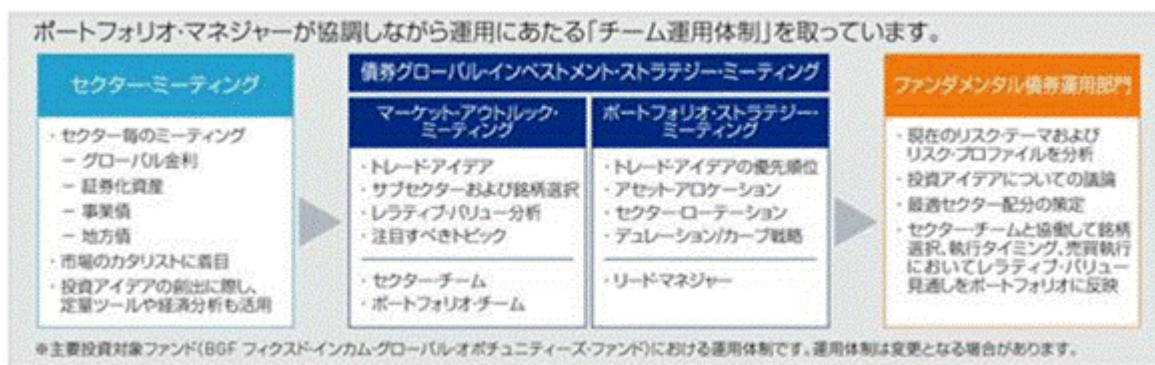 ポートフォリオ・マネジャーが協調しながら運用にあたる「チーム運用体制」を取っています。
セクター・ミーティング
・セクター毎のミーティング
－ グローバル金利
－ 証券化資産
－ 事業債
－ 地方債
・市場のカタリストに着目
・投資アイデアの創出に際し、
定量ツールや経済分析も活用
債券グローバル・インベストメント・ストラテジー・ミーティング
マーケット・アウトルック・
ミーティング
・トレード・アイデア
・サブセクターおよび銘柄選択
・レラティブ・バリュー分析
・注目すべきトピック
・セクター・チーム
・ポートフォリオ・チーム
ポートフォリオ・ストラテジー・
ミーティング
・トレード・アイデアの優先順位
・アセット・アロケーション
・セクター・ローテーション
・デュレーション/カーブ戦略
・リード・マネジャー
ファンダメンタル債券運用部門
・現在のリスク・テーマおよび
リスク・プロファイルを分析
・投資アイデアについての議論
・最適セクター配分の策定
・セクター・チームと協働して銘柄
選択、執行タイミング、売買執行
においてレラティブ・バリュー
見通しをポートフォリオに反映
※主要投資対象ファンド（BGF フィクスド・インカム・グローバル・オポチュニティーズ・ファンド）における運用体制です。運用体制は変更となる場合があります。